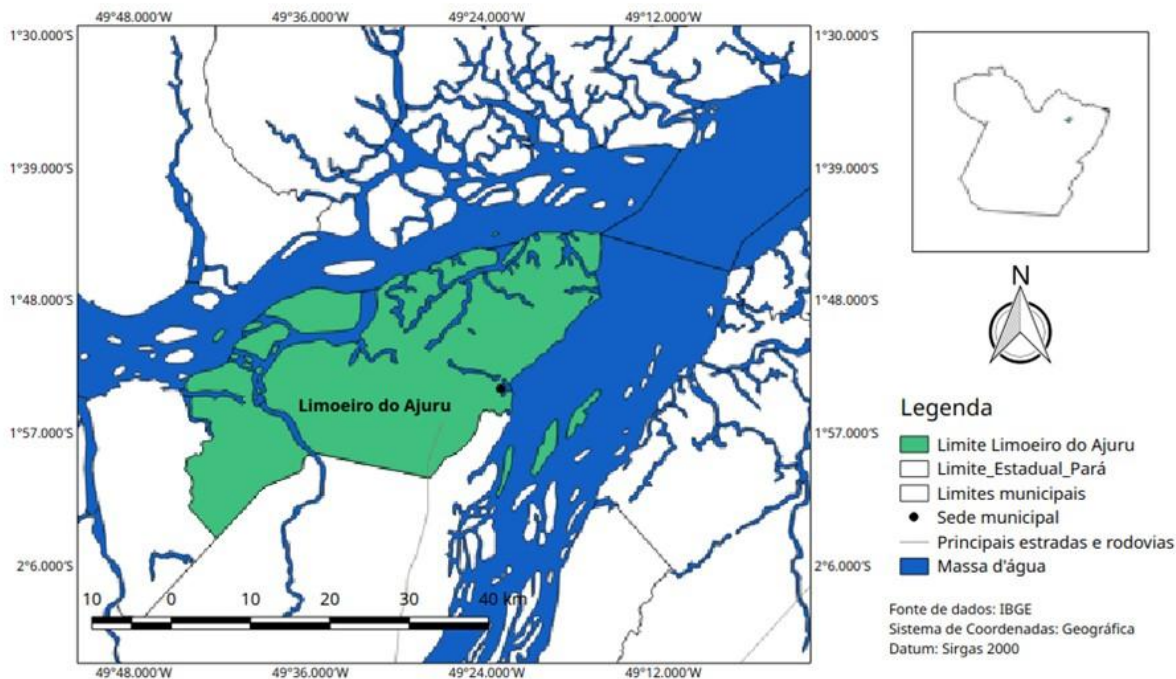 49°48.000'W 49°36.000'W 49°24.000'W 49°12.000'W
1°30.000'S 1°30.000'S
1°39.000'S 1°39.000'S
1°48.000'S 1°48.000'S
1°57.000'S 1°57.000'S
2°6.000'S 2°6.000'S
Limoeiro do Ajuru
10 0 10 20 30 40 km
49°48.000'W 49°36.000'W 49°24.000'W 49°12.000'W
N
Legenda
Limite Limoeiro do Ajuru
Limite_Estadual_Pará
Limites municipais
Sede municipal
Principais estradas e rodovias
Massa d'água
Fonte de dados: IBGE
Sistema de Coordenadas: Geográfica
Datum: Sirgas 2000